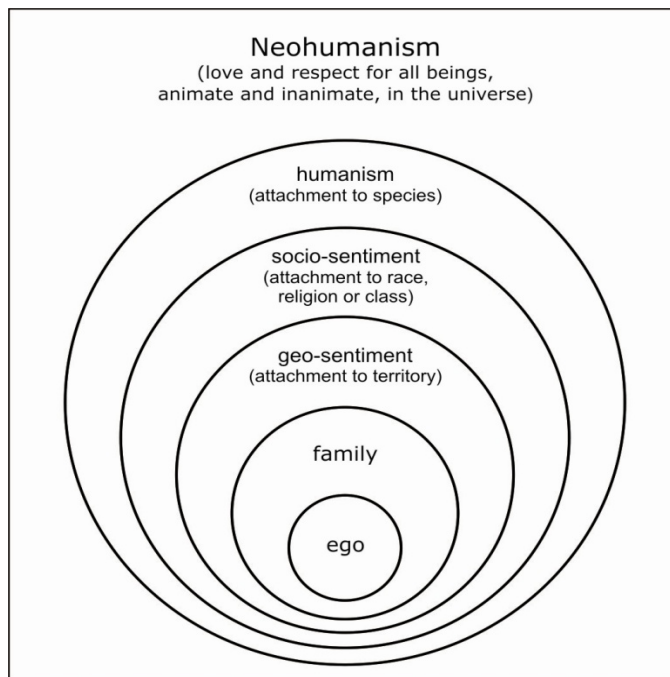 Neohumanism
(love and respect for all beings,
animate and inanimate, in the universe)
humanism
(attachment to species)
socio-sentiment
(attachment to race,
religion or class)
geo-sentiment
(attachment to territory)
family
ego